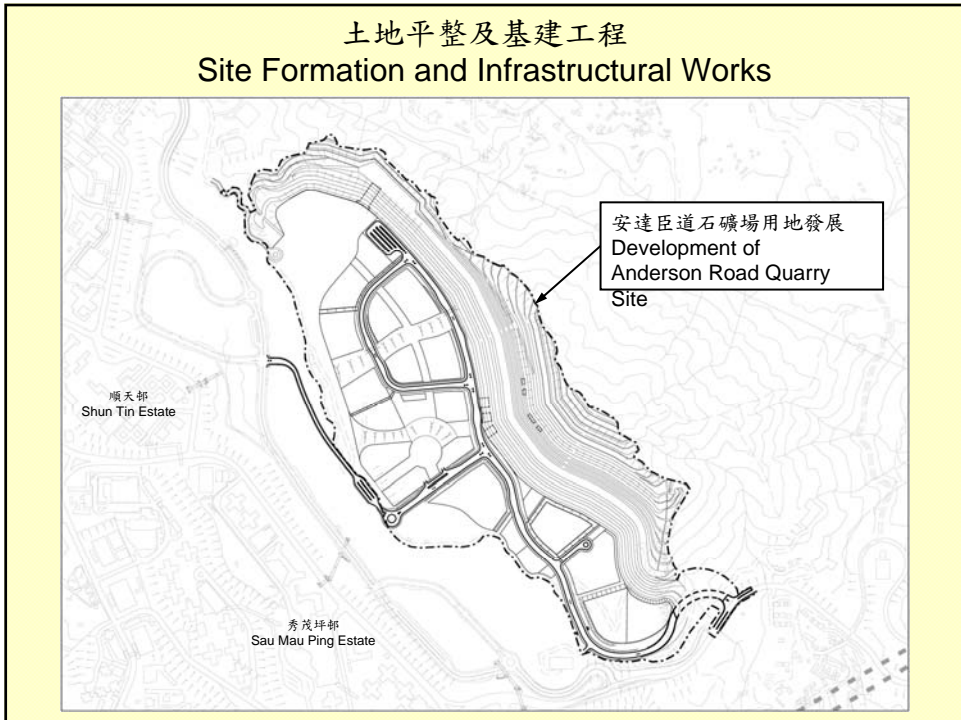 土地平整及基建工程
Site Formation and Infrastructural Works
安達臣道石礦場用地發展
Development of
Anderson Road Quarry
Site
順天邨
Shun Tin Estate
秀茂坪邨
Sau Mau Ping Estate